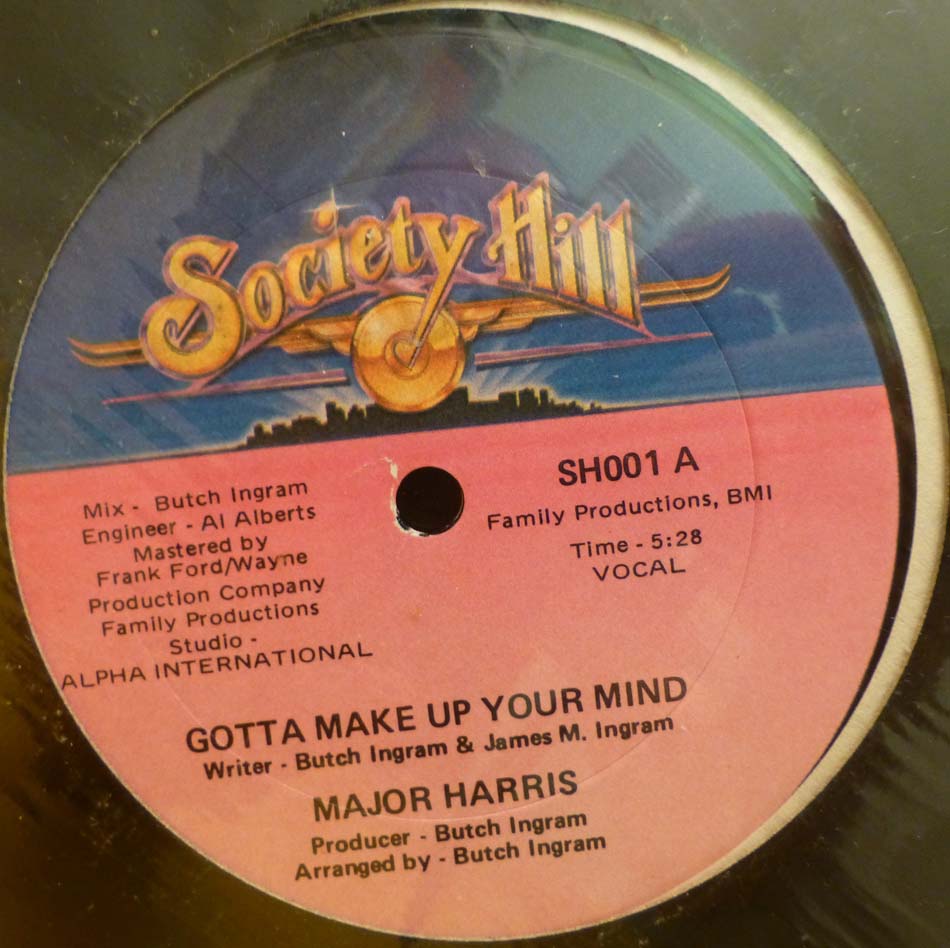 Society Hill
Mix - Butch Ingram
Engineer - Al Alberts
Mastered by
Frank Ford/Wayne
Production Company
Family Productions
Studio -
ALPHA INTERNATIONAL
SH001 A
Family Productions, BMI
Time - 5:28
VOCAL
GOTTA MAKE UP YOUR MIND
Writer - Butch Ingram & James M. Ingram
MAJOR HARRIS
Producer - Butch Ingram
Arranged by - Butch Ingram